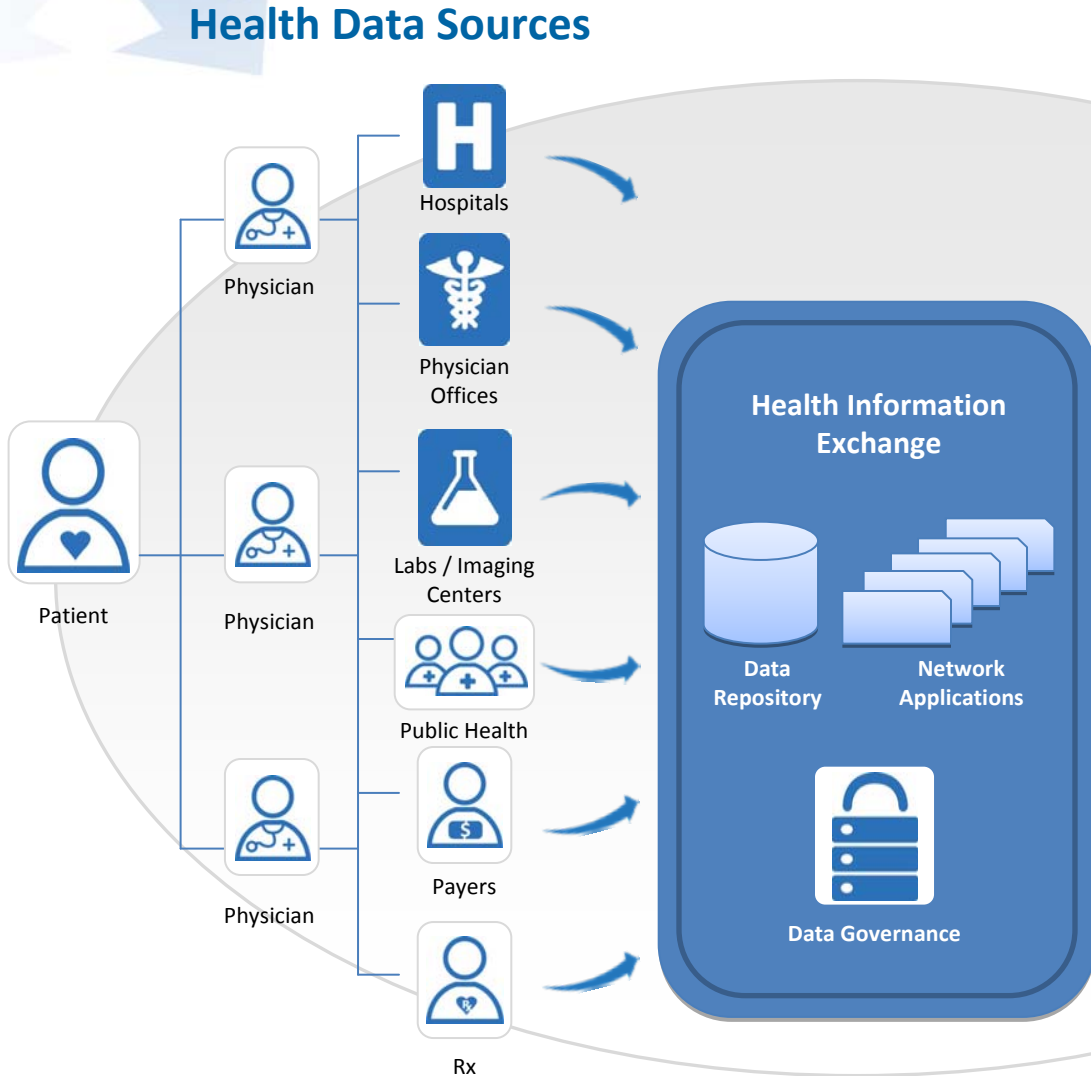 Health Data Sources
Hospitals
Physician
Physician
Offices
Health Information
Exchange
Labs / Imaging
Centers
Patient
Physician
Data
Repository
Network
Applications
Public Health
$
Payers
Physician
Data Governance
Rx
Rx